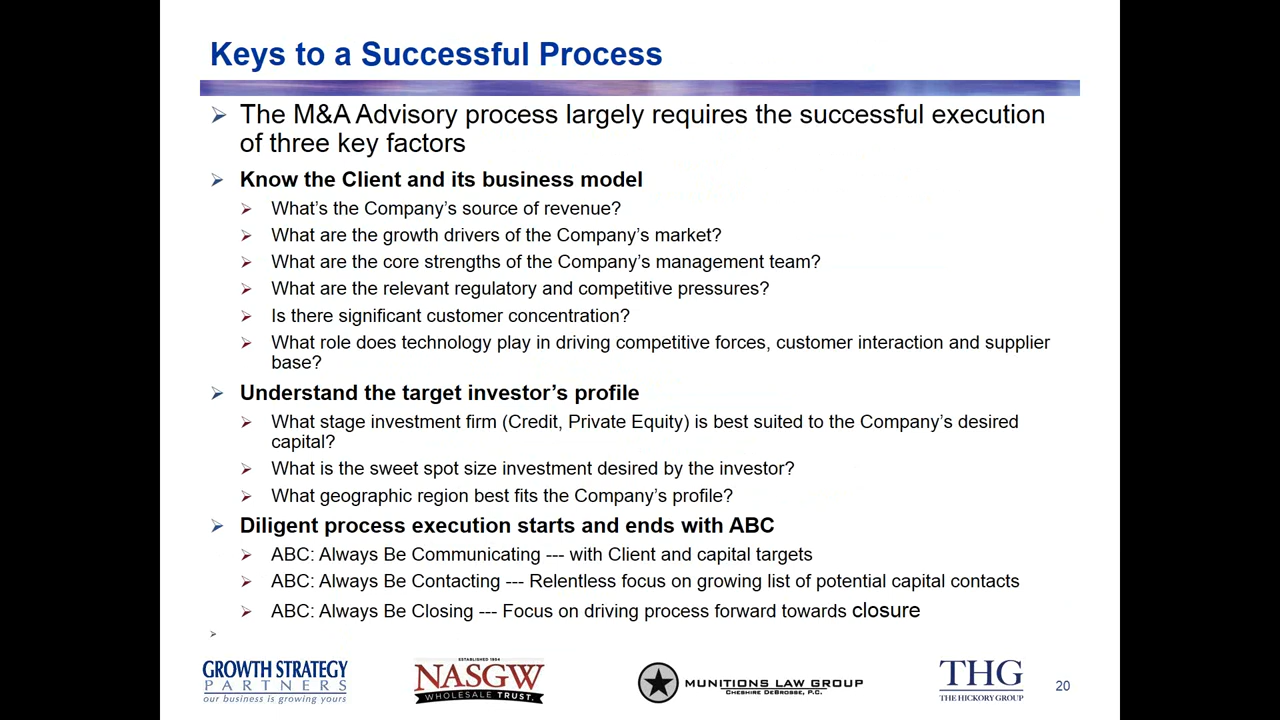 Keys to a Successful Process
The M&A Advisory process largely requires the successful execution
of three key factors
Know the Client and its business model
What's the Company's source of revenue?
What are the growth drivers of the Company's market?
What are the core strengths of the Company's management team?
What are the relevant regulatory and competitive pressures?
Is there significant customer concentration?
What role does technology play in driving competitive forces, customer interaction and supplier
base?
Understand the target investor's profile
What stage investment firm (Credit, Private Equity) is best suited to the Company's desired
capital?
What is the sweet spot size investment desired by the investor?
What geographic region best fits the Company's profile?
Diligent process execution starts and ends with ABC
ABC: Always Be Communicating --- with Client and capital targets
ABC: Always Be Contacting --- Relentless focus on growing list of potential capital contacts
ABC: Always Be Closing --- Focus on driving process forward towards closure
GROWTH STRATEGY
PARTNERS
our business is growing yours
ESTABLISHED 1954
NASGW
WHOLESALE TRUST.
MUNITIONS LAW GROUP
CHESHIRE DEBROSSE, P.C.
THG
THE HICKORY GROUP
20